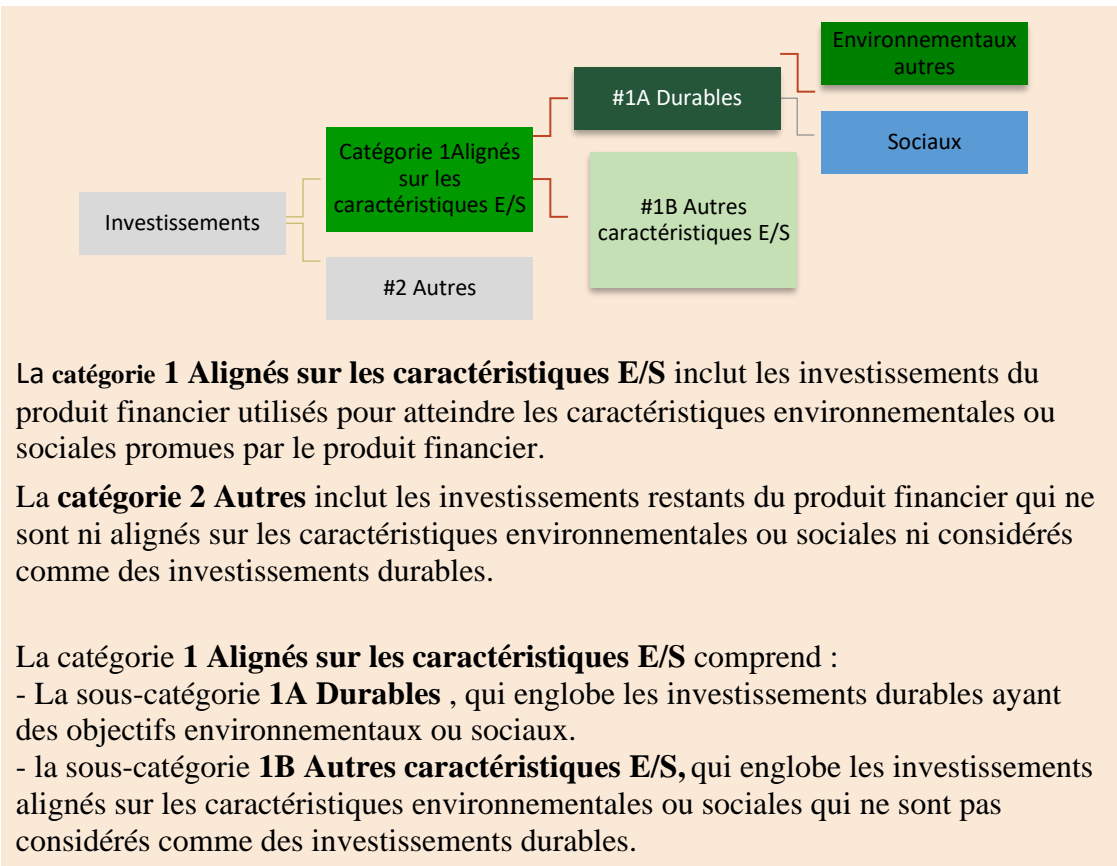 Environnementaux
autres
#1A Durables
Sociaux
Catégorie 1Alignés
sur les
caractéristiques E/S
#1B Autres
caractéristiques E/S
Investissements
#2 Autres
La catégorie 1 Alignés sur les caractéristiques E/S inclut les investissements du
produit financier utilisés pour atteindre les caractéristiques environnementales ou
sociales promues par le produit financier.
La catégorie 2 Autres inclut les investissements restants du produit financier qui ne
sont ni alignés sur les caractéristiques environnementales ou sociales ni considérés
comme des investissements durables.
La catégorie 1 Alignés sur les caractéristiques E/S comprend :
- La sous-catégorie 1A Durables , qui englobe les investissements durables ayant
des objectifs environnementaux ou sociaux.
- la sous-catégorie 1B Autres caractéristiques E/S, qui englobe les investissements
alignés sur les caractéristiques environnementales ou sociales qui ne sont pas
considérés comme des investissements durables.